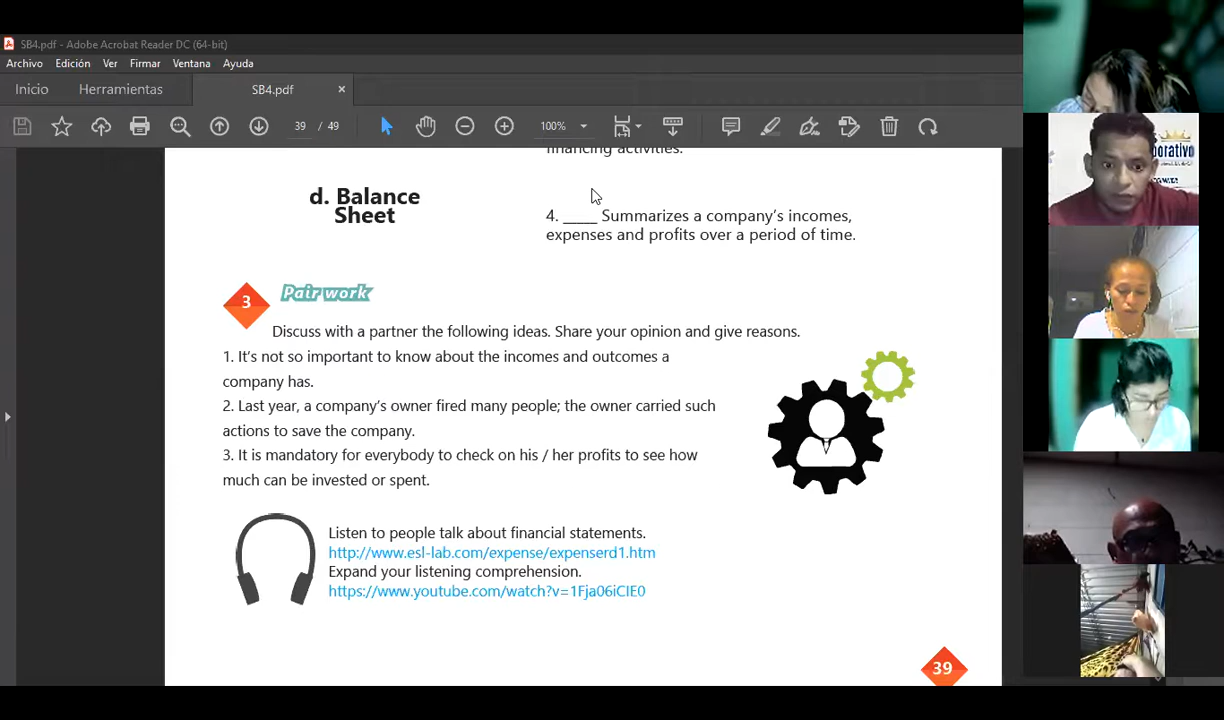 SB4.pdf - Adobe Acrobat Reader DC (64-bit)
Archivo Edición Ver Firmar Ventana Ayuda
Inicio Herramientas SB4.pdf ×
39 / 49 100%
financing activities.
d. Balance
Sheet
4. _____ Summarizes a company's incomes,
expenses and profits over a period of time.
3 Pair work
Discuss with a partner the following ideas. Share your opinion and give reasons.
1. It's not so important to know about the incomes and outcomes a
company has.
2. Last year, a company's owner fired many people; the owner carried such
actions to save the company.
3. It is mandatory for everybody to check on his / her profits to see how
much can be invested or spent.
Listen to people talk about financial statements.
http://www.esl-lab.com/expense/expenserd1.htm
Expand your listening comprehension.
https://www.youtube.com/watch?v=1Fja06iCIE0
39